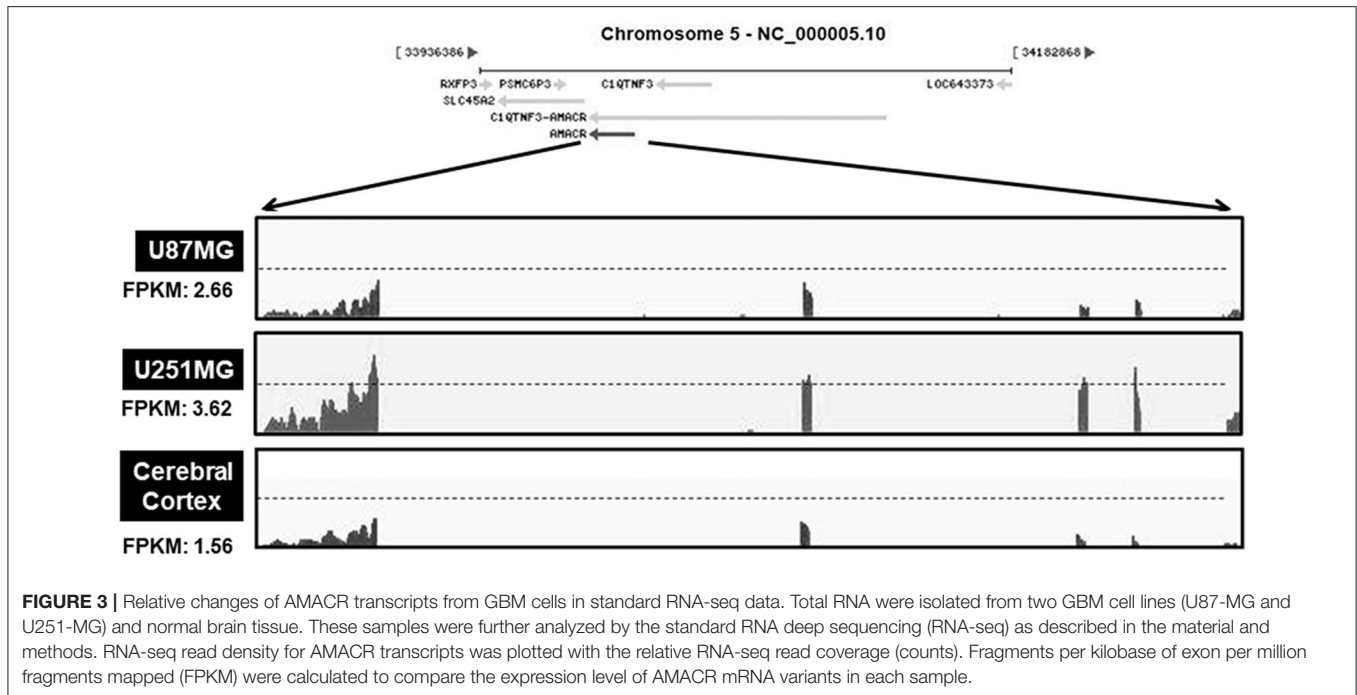 Chromosome 5 - NC_000005.10
[ 33936386 [ 34182868
RXFP3 PSMC6P3 C1QTNF3 LOC643373
SLC45A2
C1QTNF3-AMACR
AMACR
U87MG
FPKM: 2.66
U251MG
FPKM: 3.62
Cerebral
Cortex
FPKM: 1.56
FIGURE 3 | Relative changes of AMACR transcripts from GBM cells in standard RNA-seq data. Total RNA were isolated from two GBM cell lines (U87-MG and
U251-MG) and normal brain tissue. These samples were further analyzed by the standard RNA deep sequencing (RNA-seq) as described in the material and
methods. RNA-seq read density for AMACR transcripts was plotted with the relative RNA-seq read coverage (counts). Fragments per kilobase of exon per million
fragments mapped (FPKM) were calculated to compare the expression level of AMACR mRNA variants in each sample.